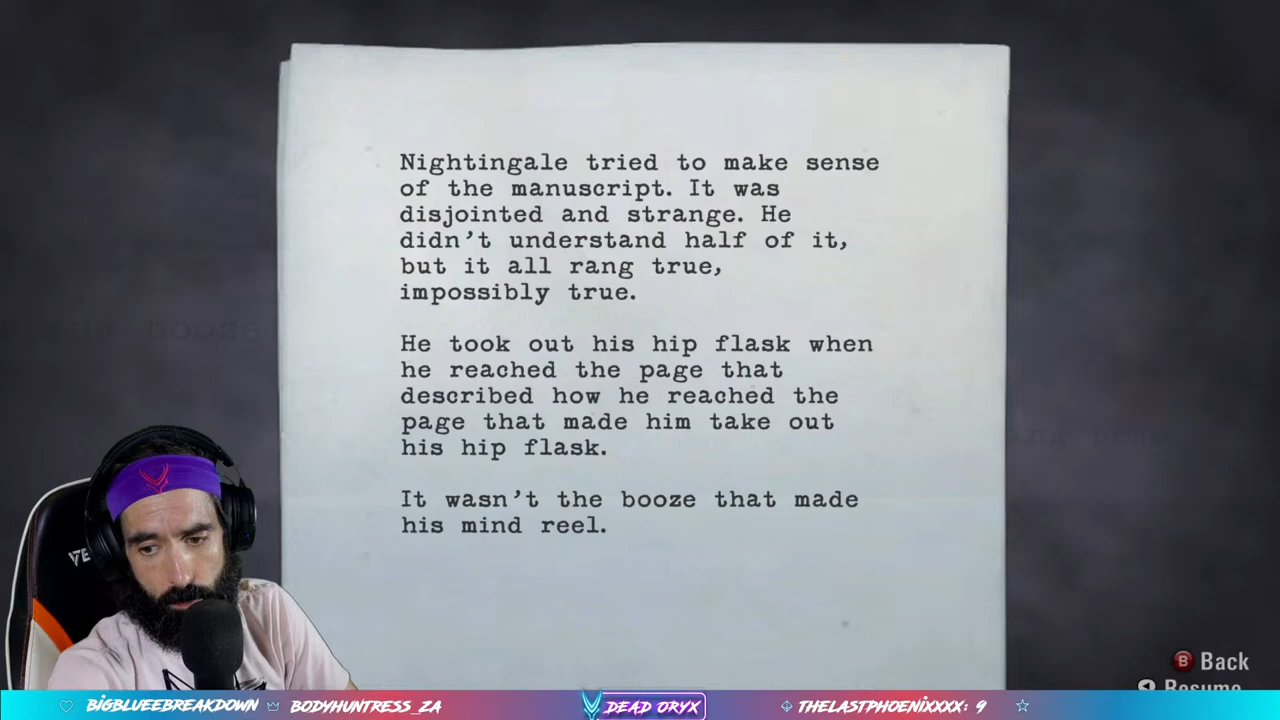 Nightingale tried to make sense
of the manuscript. It was
disjointed and strange. He
didn't understand half of it,
but it all rang true,
impossibly true.
He took out his hip flask when
he reached the page that
described how he reached the
page that made him take out
his hip flask.
It wasn't the booze that made
his mind reel.
B Back
Resume
BIGBLUEEBREAKDOWN BODYHUNTRESS_ZA DEAD ORYX THELASTPHOENIXXXX: 9